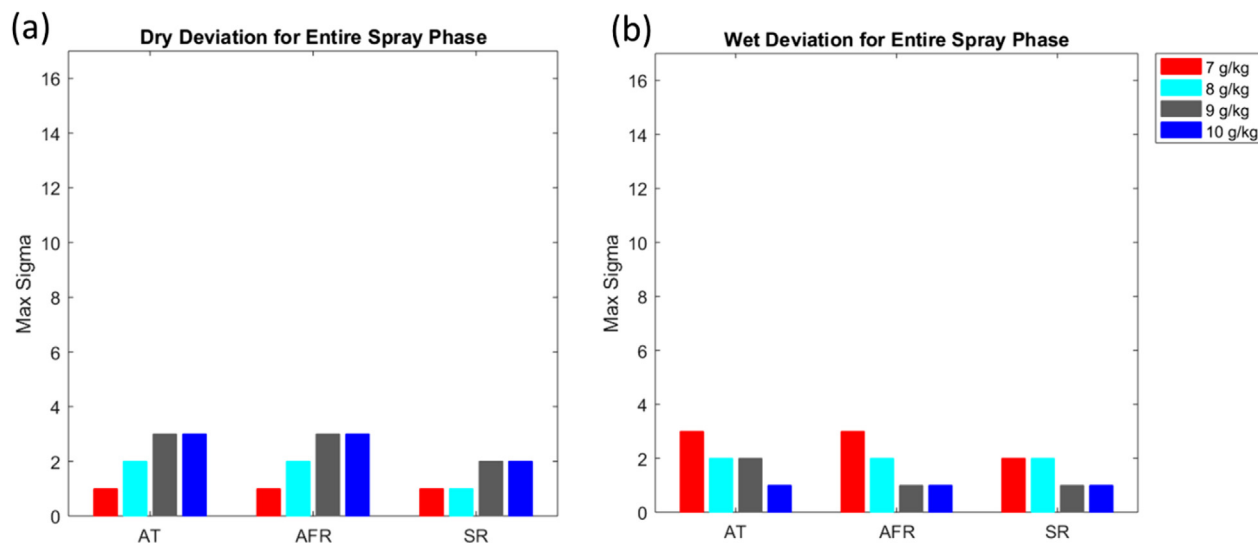 (a)
Dry Deviation for Entire Spray Phase
Max Sigma
16
14
12
10
8
6
4
2
0
AT AFR SR
(b)
Wet Deviation for Entire Spray Phase
Max Sigma
16
14
12
10
8
6
4
2
0
AT AFR SR
7 g/kg
8 g/kg
9 g/kg
10 g/kg